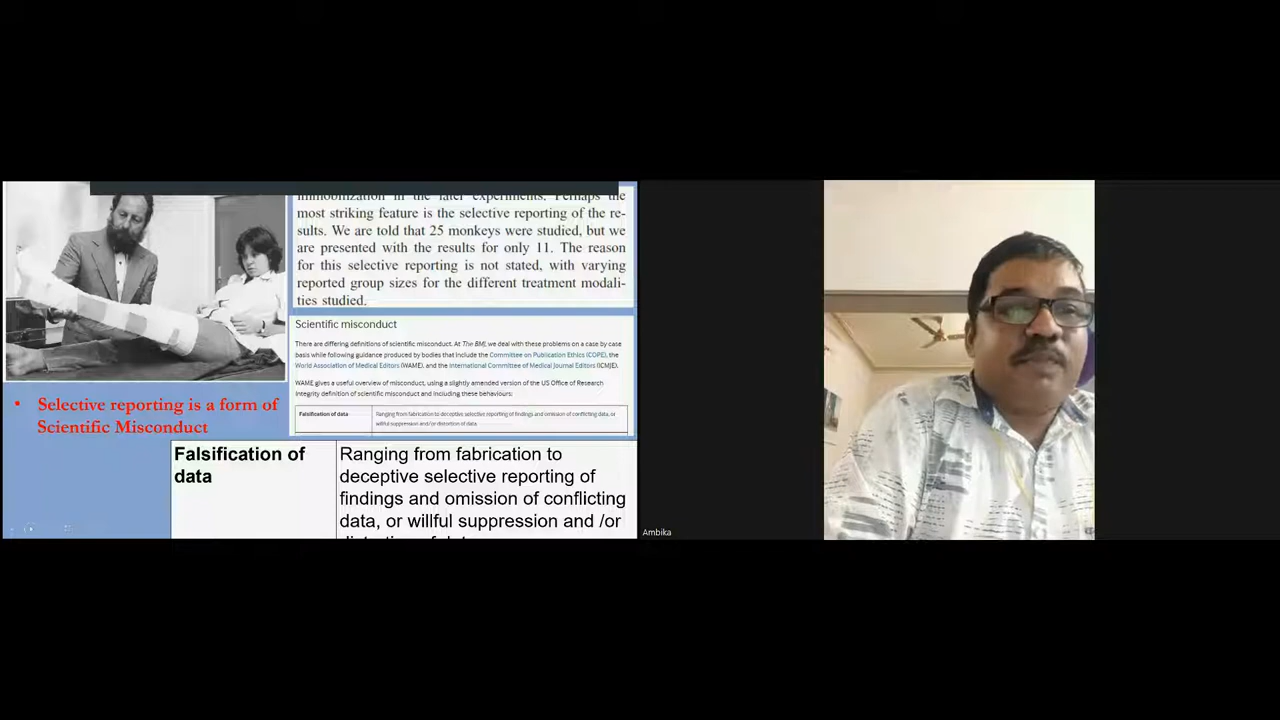 immobilization in the later experiments. Perhaps the
most striking feature is the selective reporting of the re-
sults. We are told that 25 monkeys were studied, but we
are presented with the results for only 11. The reason
for this selective reporting is not stated, with varying
reported group sizes for the different treatment modali-
ties studied.
Scientific misconduct
There are differing definitions of scientific misconduct. At The BMJ, we deal with these problems on a case by case
basis while following guidance produced by bodies that include the Committee on Publication Ethics (COPE), the
World Association of Medical Editors (WAME), and the International Committee of Medical Journal Editors (ICMJE).
WAME gives a useful overview of misconduct, using a slightly amended version of the US Office of Research
Integrity definition of scientific misconduct and including these behaviours:
Falsification of data
Ranging from fabrication to deceptive selective reporting of findings and omission of conflicting data, or
willful suppression and/or distortion of data
• Selective reporting is a form of
Scientific Misconduct
Falsification of
data
Ranging from fabrication to
deceptive selective reporting of
findings and omission of conflicting
data, or willful suppression and /or
Ambika